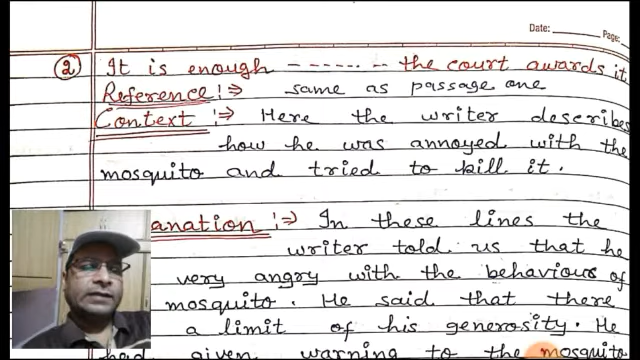 Date: Page:
② It is enough ------- the court awards it
Reference :⇒ same as passage one
Context :⇒ Here the writer describes
how he was annoyed with the
mosquito and tried to kill it.
anation :⇒ In these lines the
writer told us that he
very angry with the behaviour of
mosquito. He said that there
a limit of his generosity. He
had given warning to the mosquito